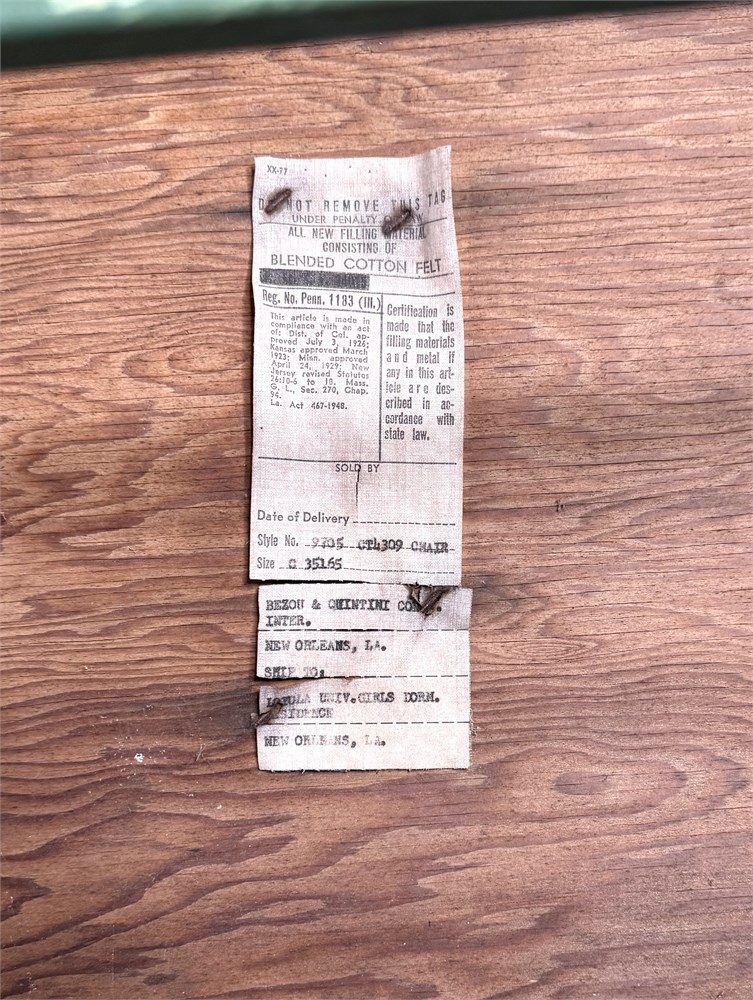 XX-77
NOT REMOVE THIS TAG
UNDER PENALTY
ALL NEW FILLING MATERIAL
CONSISTING OF
BLENDED COTTON FELT
Reg. No. Penn. 1183 (Ill.)
This article is made in
compliance with an act
of; Dist. of Col. ap-
proved July 3, 1926;
Kansas approved March
1923; Minn. approved
April 24, 1929; New
Jersey revised Statutes
26:10-6 to 18. Mass.
G. L., Sec. 270, Chap.
94.
La. Act 467-1948.
Certification is
made that the
filling materials
and metal if
any in this art-
icle are des-
cribed in ac-
cordance with
state law.
SOLD BY
Date of Delivery
Style No. 9705 CT4309 CHAIR
Size C 35165
BEZOU & QUINTINI
INTER.
NEW ORLEANS, LA.
SHIP TO:
LOYOLA UNIV.GIRLS DORM.
NEW ORLEANS, LA.